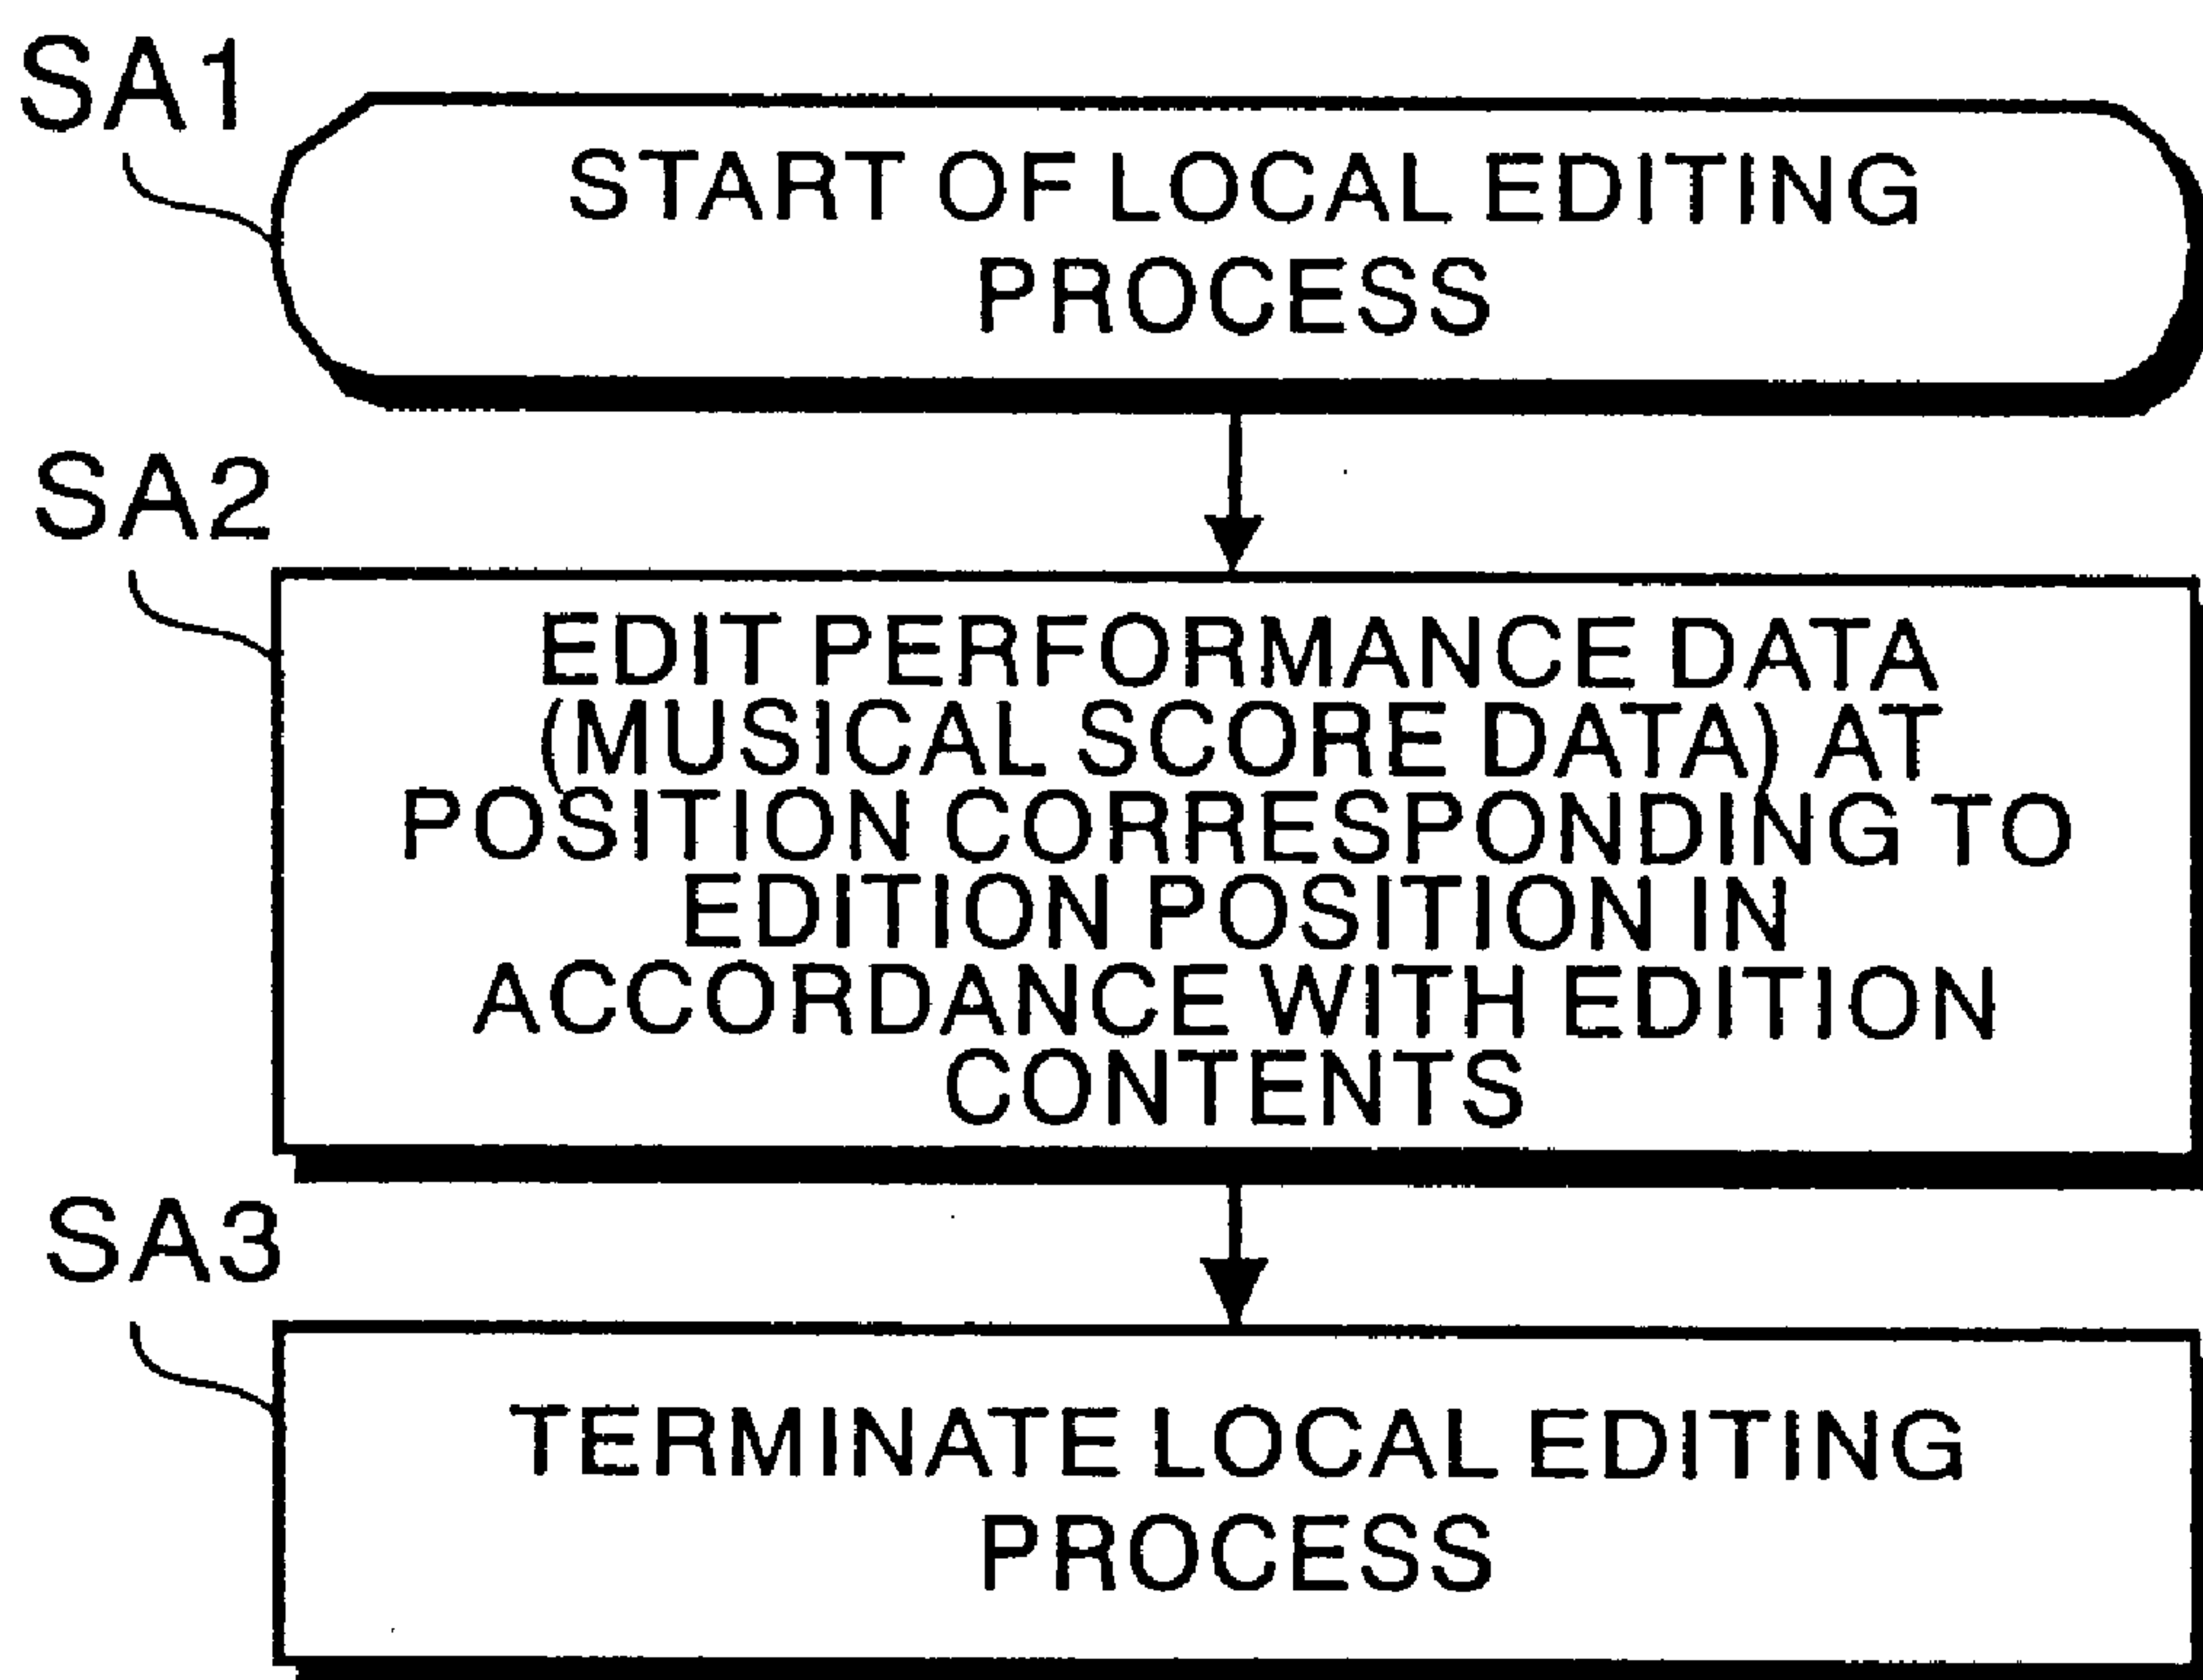 SA1
START OF LOCAL EDITING
PROCESS
SA2
EDIT PERFORMANCE DATA
(MUSICAL SCORE DATA) AT
POSITION CORRESPONDING TO
EDITION POSITION IN
ACCORDANCE WITH EDITION
CONTENTS
SA3
TERMINATE LOCAL EDITING
PROCESS